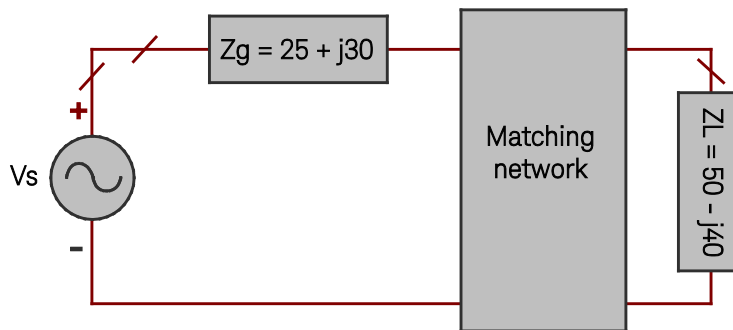 Zg = 25 + j30
Matching
network
+
Vs
-
ZL = 50 - j40